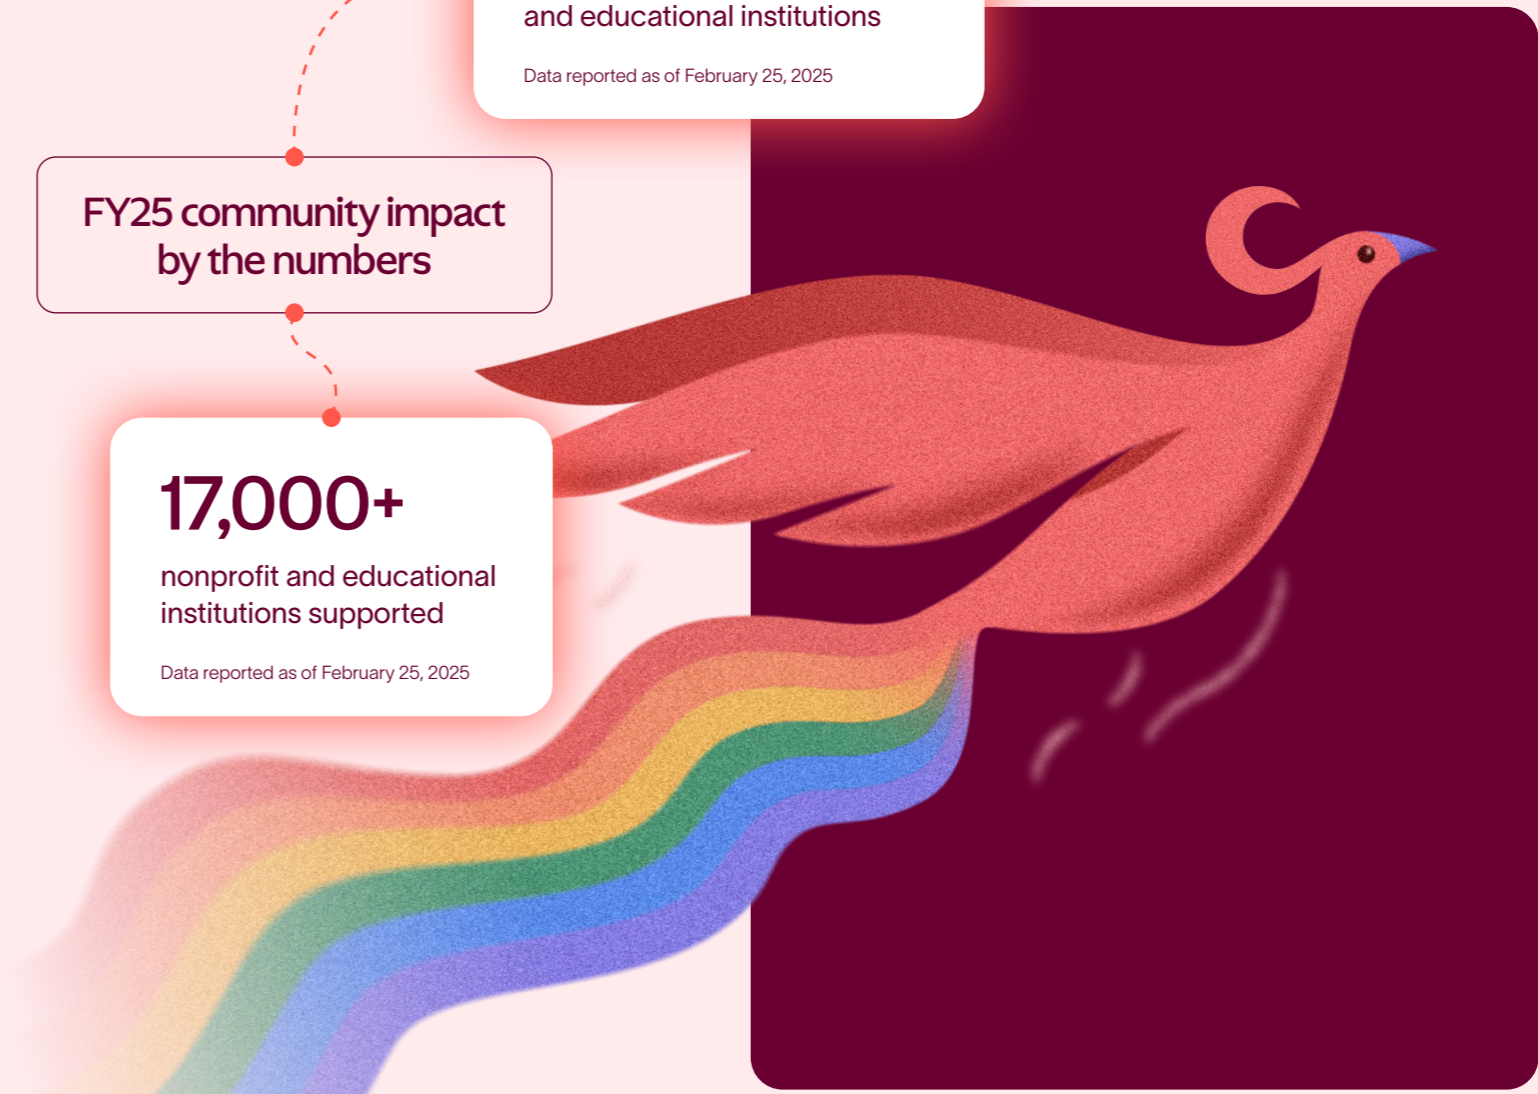 and educational institutions
Data reported as of February 25, 2025
FY25 community impact
by the numbers
17,000+
nonprofit and educational
institutions supported
Data reported as of February 25, 2025